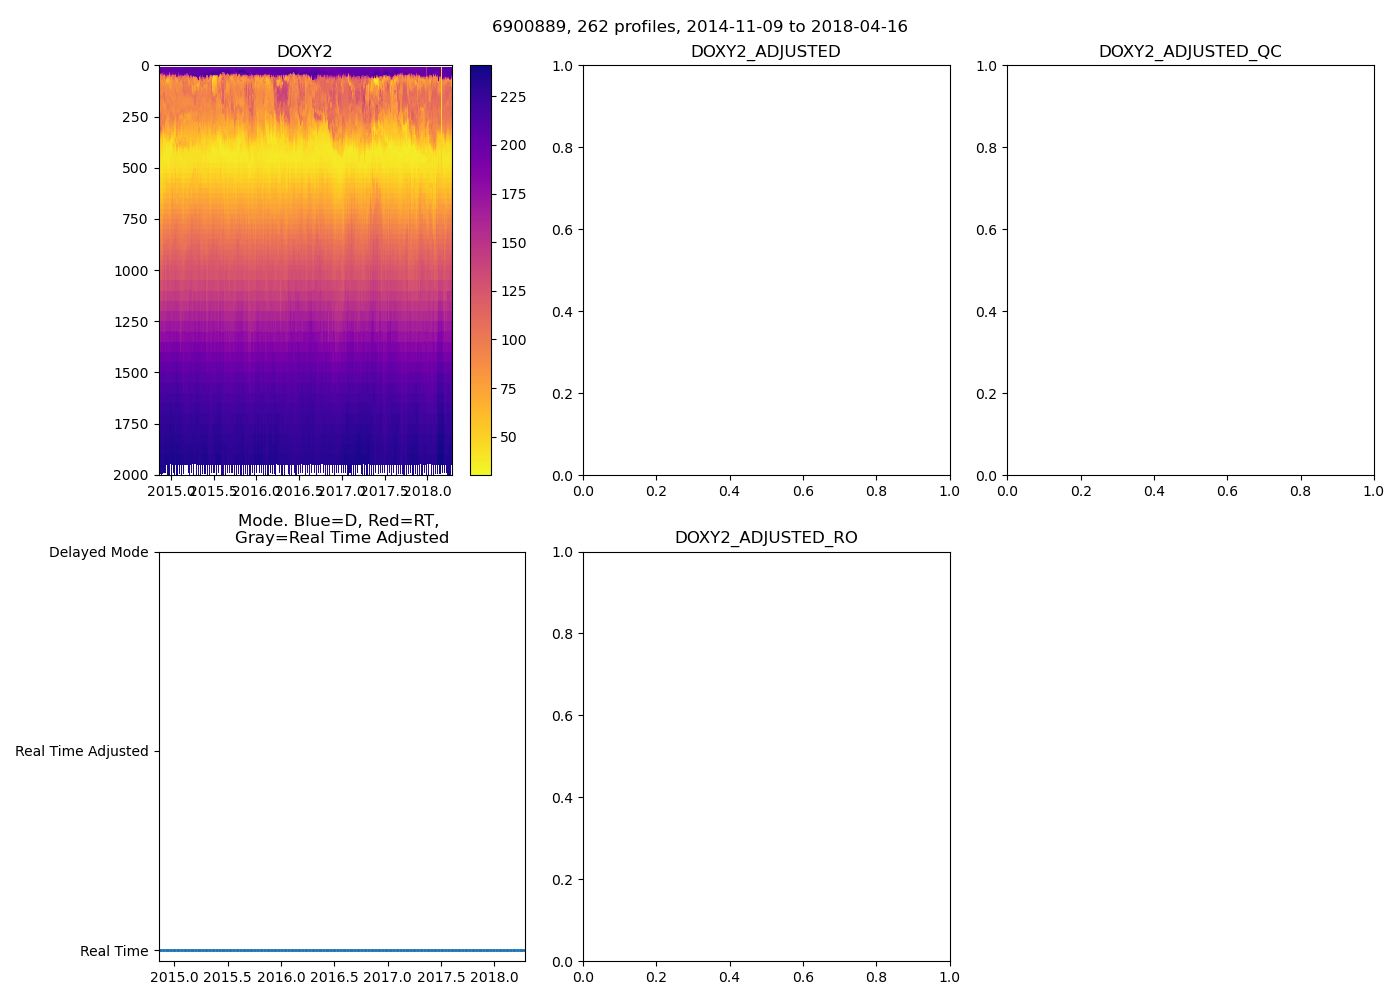 6900889, 262 profiles, 2014-11-09 to 2018-04-16
DOXY2
0
250
500
750
1000
1250
1500
1750
2000
2015.0 2015.5 2016.0 2016.5 2017.0 2017.5 2018.0
225
200
175
150
125
100
75
50
DOXY2_ADJUSTED
1.0
0.8
0.6
0.4
0.2
0.0
0.0 0.2 0.4 0.6 0.8 1.0
DOXY2_ADJUSTED_QC
1.0
0.8
0.6
0.4
0.2
0.0
0.0 0.2 0.4 0.6 0.8 1.0
Mode. Blue=D, Red=RT,
Gray=Real Time Adjusted
Delayed Mode
Real Time Adjusted
Real Time
2015.0 2015.5 2016.0 2016.5 2017.0 2017.5 2018.0
DOXY2_ADJUSTED_RO
1.0
0.8
0.6
0.4
0.2
0.0
0.0 0.2 0.4 0.6 0.8 1.0